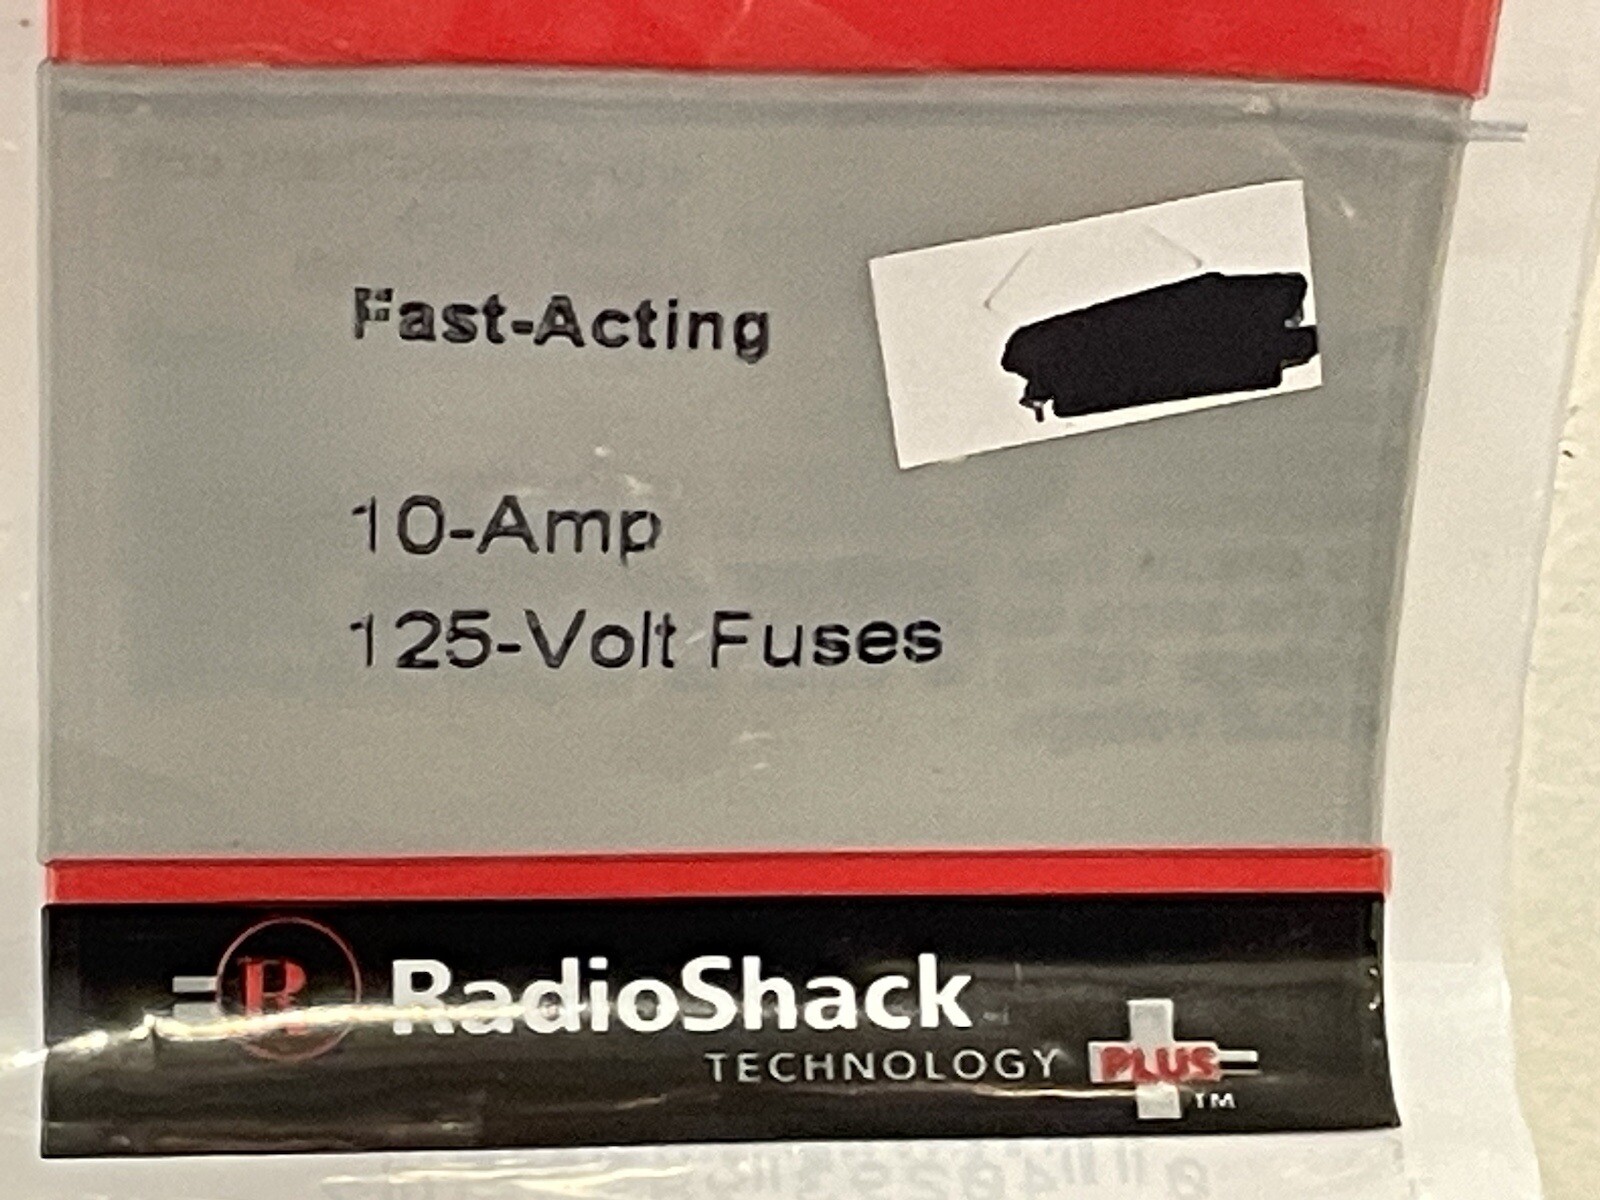 Fast-Acting
10-Amp
125-Volt Fuses
R RadioShack
TECHNOLOGY PLUS
TM